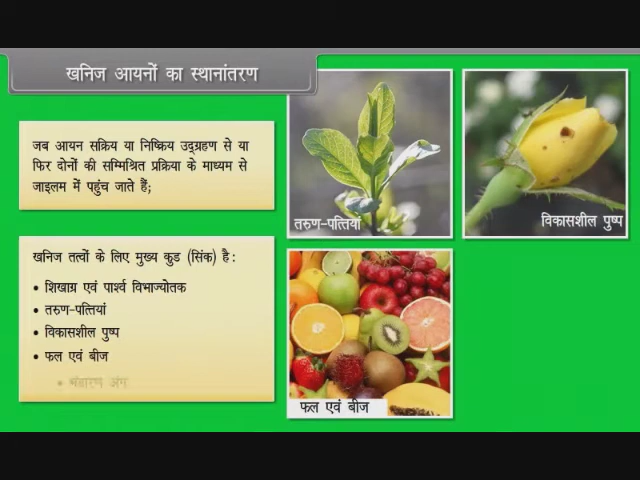 खनिज आयनों का स्थानांतरण
जब आयन सक्रिय या निष्क्रिय उद्ग्रहण से या
फिर दोनों की सम्मिश्रित प्रक्रिया के माध्यम से
जाइलम में पहुंच जाते हैं;
खनिज तत्वों के लिए मुख्य कुड (सिंक) है:
• शिखाग्र एवं पार्श्व विभाज्योतक
• तरुण-पत्तियां
• विकासशील पुष्प
• फल एवं बीज
• भंडारण अंग
तरुण-पत्तियां
विकासशील पुष्प
फल एवं बीज